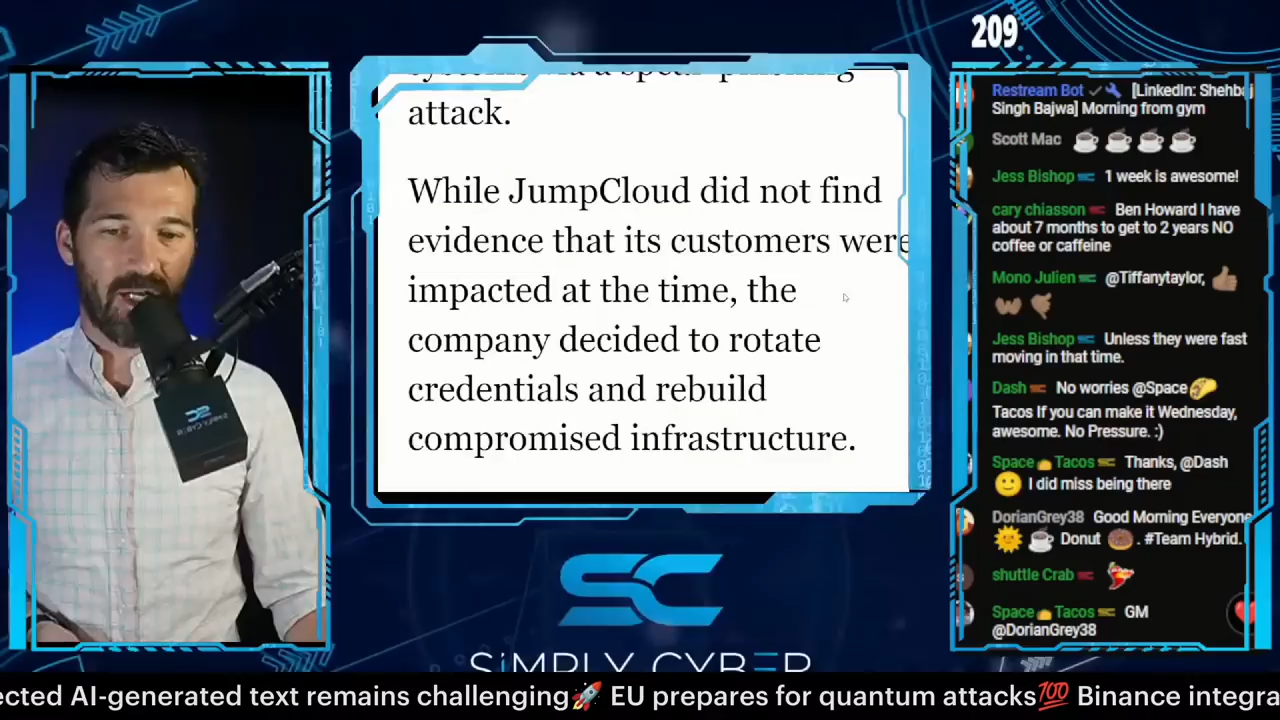 209
systems via a spear-phishing
attack.
While JumpCloud did not find
evidence that its customers were
impacted at the time, the
company decided to rotate
credentials and rebuild
compromised infrastructure.
SC
SIMPLY CYBER
Restream Bot [LinkedIn: Shehbaj
Singh Bajwa] Morning from gym
Scott Mac ☕ ☕ ☕ ☕
Jess Bishop 1 week is awesome!
cary chiasson Ben Howard I have
about 7 months to get to 2 years NO
coffee or caffeine
Mono Julien @Tiffanytaylor, 👍🏽
👐🏽 🤙🏽
Jess Bishop Unless they were fast
moving in that time.
Dash No worries @Space🌮
Tacos If you can make it Wednesday,
awesome. No Pressure. :)
Space 🌮 Tacos Thanks, @Dash
🙂 I did miss being there
DorianGrey38 Good Morning Everyone
🌞 ☕ Donut 🍩 . #Team Hybrid.
shuttle Crab
Space 🌮 Tacos GM
@DorianGrey38
ected AI-generated text remains challenging🚀 EU prepares for quantum attacks💯 Binance integra